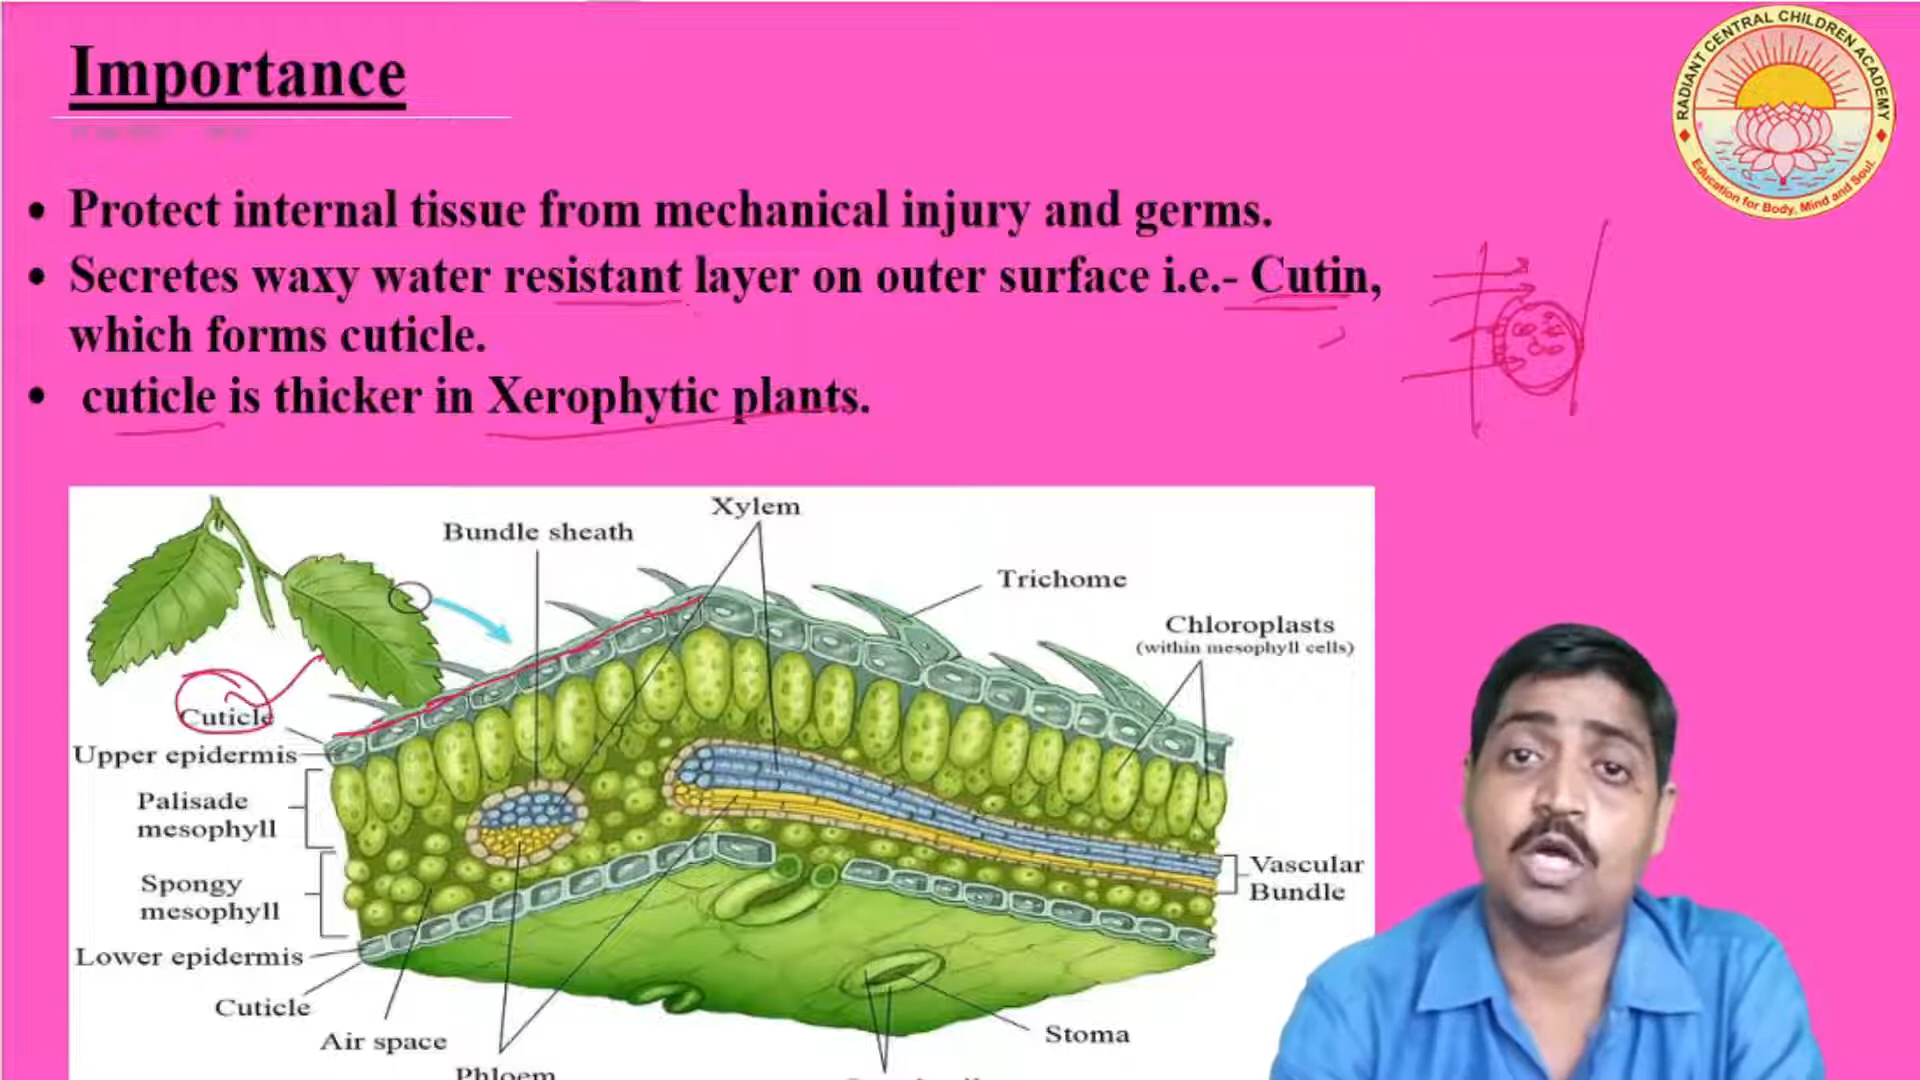 Importance
RADIANT CENTRAL CHILDREN ACADEMY
Education for Body, Mind and Soul.
• Protect internal tissue from mechanical injury and germs.
• Secretes waxy water resistant layer on outer surface i.e.- Cutin,
which forms cuticle.
• cuticle is thicker in Xerophytic plants.
Xylem
Bundle sheath
Trichome
Chloroplasts
(within mesophyll cells)
Cuticle
Upper epidermis
Palisade
mesophyll
Vascular
Bundle
Spongy
mesophyll
Lower epidermis
Cuticle
Stoma
Air space
Phloem